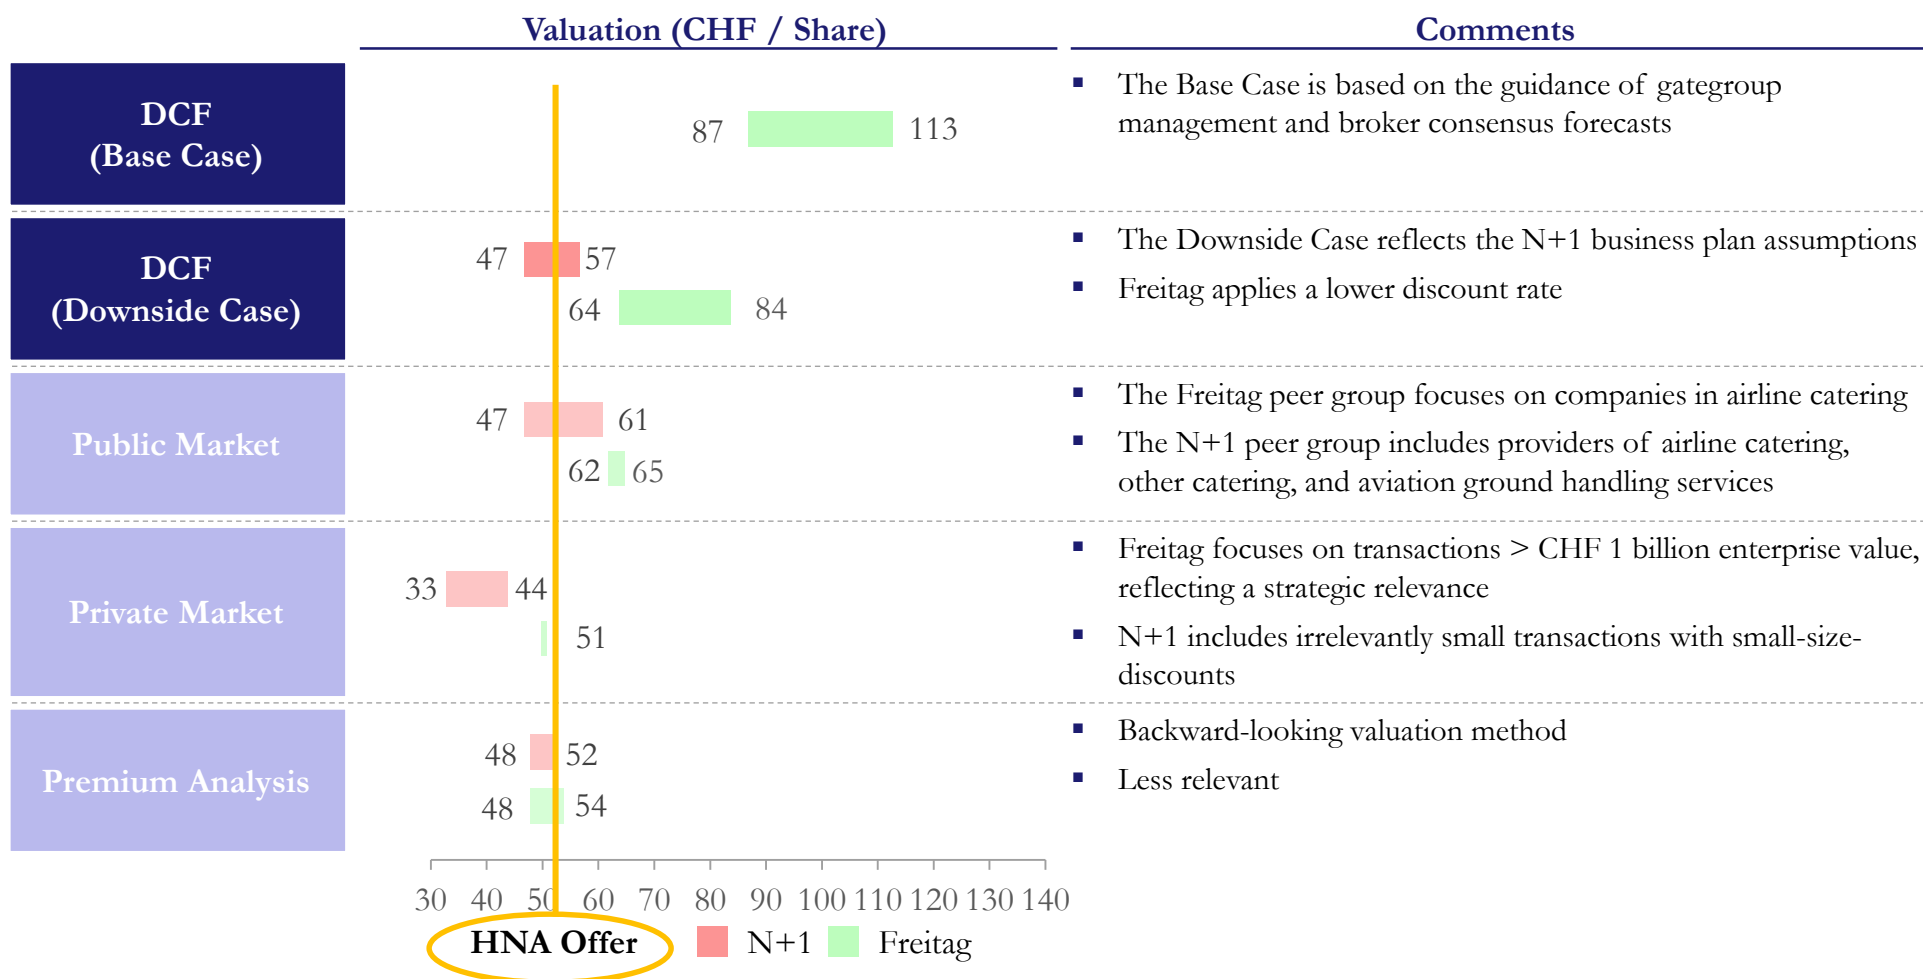 Valuation (CHF / Share)
Comments
DCF
(Base Case)
87
113
▪ The Base Case is based on the guidance of gategroup
management and broker consensus forecasts
DCF
(Downside Case)
47
57
64
84
▪ The Downside Case reflects the N+1 business plan assumptions
▪ Freitag applies a lower discount rate
Public Market
47
61
62
65
▪ The Freitag peer group focuses on companies in airline catering
▪ The N+1 peer group includes providers of airline catering,
other catering, and aviation ground handling services
Private Market
33
44
51
▪ Freitag focuses on transactions > CHF 1 billion enterprise value,
reflecting a strategic relevance
▪ N+1 includes irrelevantly small transactions with small-size-
discounts
Premium Analysis
48
52
48
54
▪ Backward-looking valuation method
▪ Less relevant
30 40 50 60 70 80 90 100 110 120 130 140
HNA Offer
N+1
Freitag